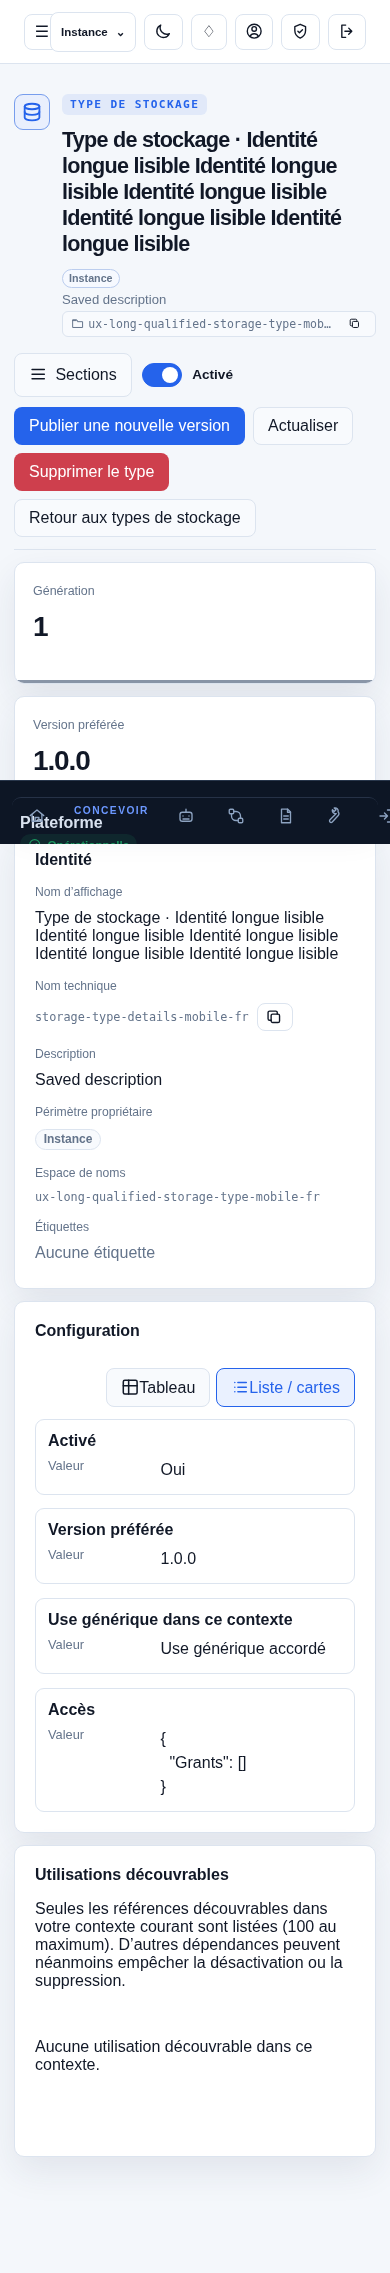 Instance
TYPE DE STOCKAGE
Type de stockage · Identité
longue lisible Identité longue
lisible Identité longue lisible
Identité longue lisible Identité
longue lisible
Instance
Saved description
ux-long-qualified-storage-type-mob…
Sections
Activé
Publier une nouvelle version
Actualiser
Supprimer le type
Retour aux types de stockage
Génération
1
Version préférée
1.0.0
CONCEVOIR
Plateforme
Opérationnelle
Identité
Nom d’affichage
Type de stockage · Identité longue lisible
Identité longue lisible Identité longue lisible
Identité longue lisible Identité longue lisible
Nom technique
storage-type-details-mobile-fr
Description
Saved description
Périmètre propriétaire
Instance
Espace de noms
ux-long-qualified-storage-type-mobile-fr
Étiquettes
Aucune étiquette
Configuration
Tableau
Liste / cartes
Activé
Valeur
Oui
Version préférée
Valeur
1.0.0
Use générique dans ce contexte
Valeur
Use générique accordé
Accès
Valeur
{
"Grants": []
}
Utilisations découvrables
Seules les références découvrables dans
votre contexte courant sont listées (100 au
maximum). D’autres dépendances peuvent
néanmoins empêcher la désactivation ou la
suppression.
Aucune utilisation découvrable dans ce
contexte.